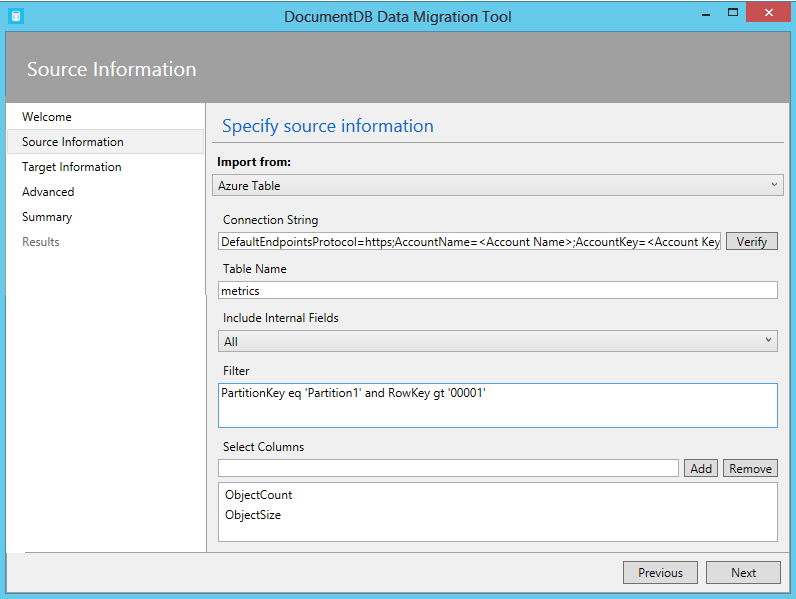 DocumentDB Data Migration Tool
Source Information
Welcome
Source Information
Target Information
Advanced
Summary
Results
Specify source information
Import from:
Azure Table
Connection String
DefaultEndpointsProtocol=https;AccountName=<Account Name>;AccountKey=<Account Key
Verify
Table Name
metrics
Include Internal Fields
All
Filter
PartitionKey eq 'Partition1' and RowKey gt '00001'
Select Columns
Add Remove
ObjectCount
ObjectSize
Previous Next